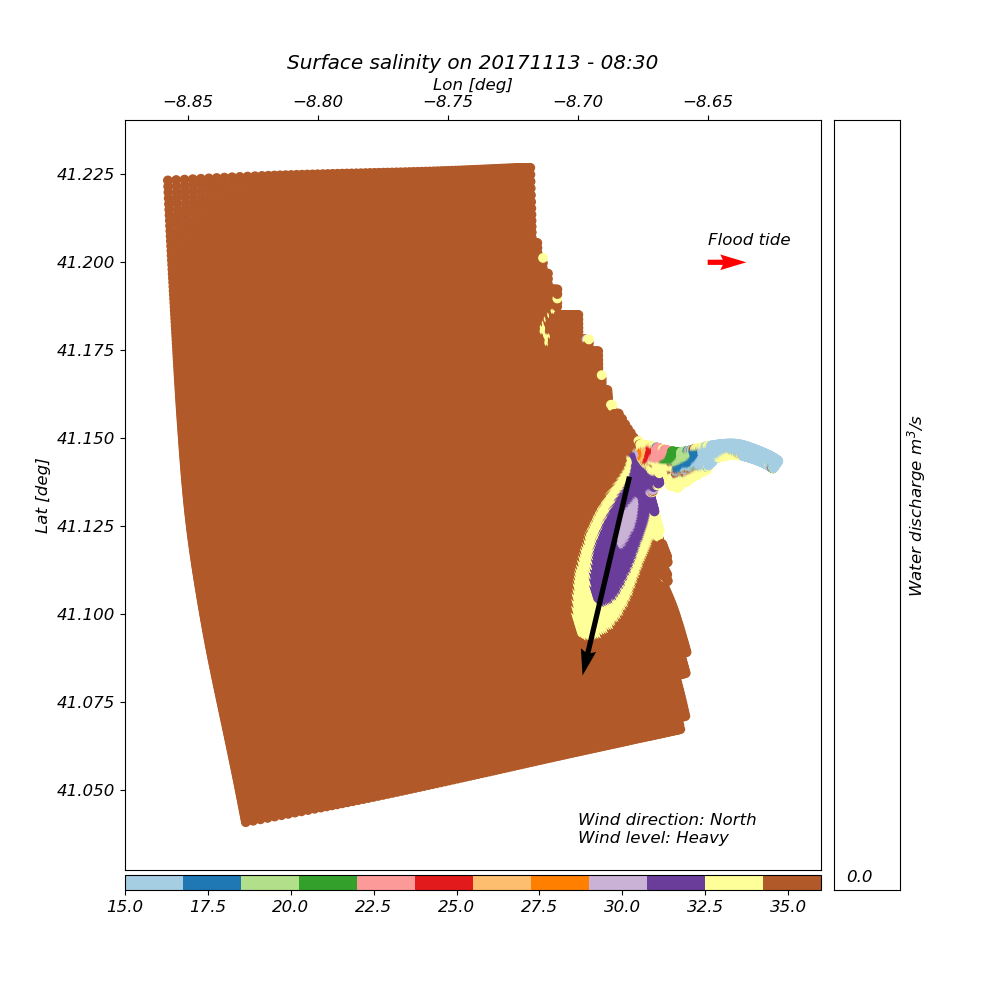 Surface salinity on 20171113 - 08:30
Lon [deg]
−8.85 −8.80 −8.75 −8.70 −8.65
41.225
41.200
41.175
41.150
41.125
41.100
41.075
41.050
Lat [deg]
Flood tide
Wind direction: North
Wind level: Heavy
15.0 17.5 20.0 22.5 25.0 27.5 30.0 32.5 35.0
0.0
Water discharge m³/s